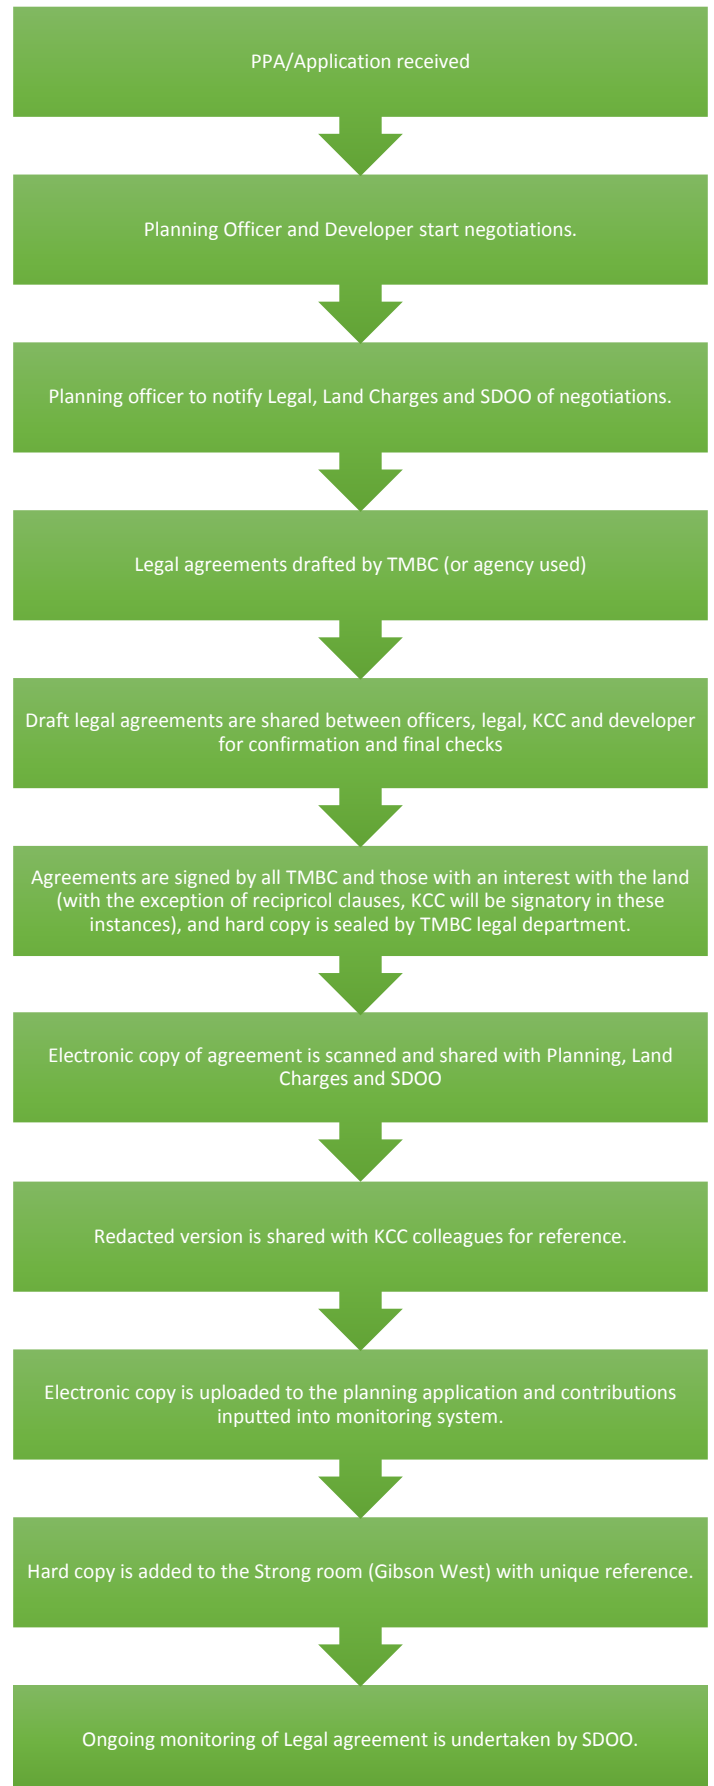 PPA/Application received
Planning Officer and Developer start negotiations.
Planning officer to notify Legal, Land Charges and SDOO of negotiations.
Legal agreements drafted by TMBC (or agency used)
Draft legal agreements are shared between officers, legal, KCC and developer
for confirmation and final checks
Agreements are signed by all TMBC and those with an interest with the land
(with the exception of recipricol clauses, KCC will be signatory in these
instances), and hard copy is sealed by TMBC legal department.
Electronic copy of agreement is scanned and shared with Planning, Land
Charges and SDOO
Redacted version is shared with KCC colleagues for reference.
Electronic copy is uploaded to the planning application and contributions
inputted into monitoring system.
Hard copy is added to the Strong room (Gibson West) with unique reference.
Ongoing monitoring of Legal agreement is undertaken by SDOO.